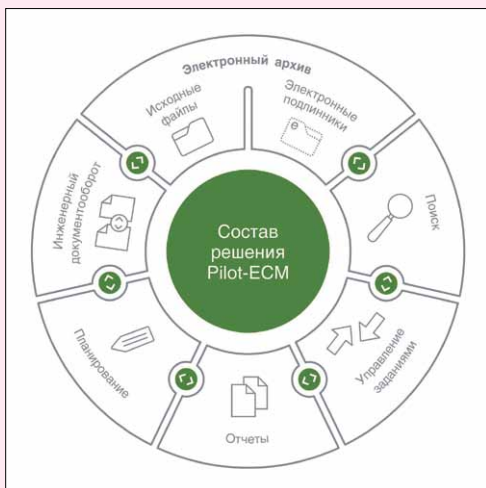 Электронный архив
Исходные
файлы
Электронные
подлинники
e
Поиск
Управление
заданиями
Отчеты
Планирование
Инженерный
документооборот
Состав
решения
Pilot-ECM